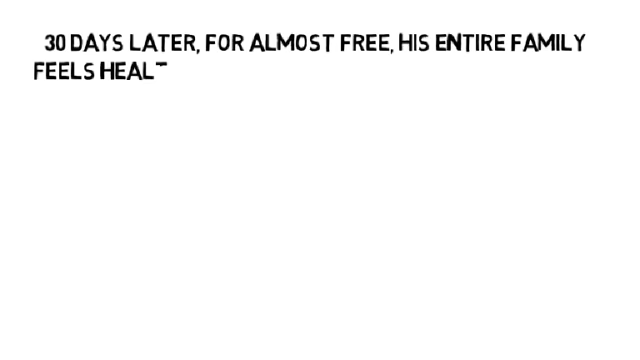 30 DAYS LATER, FOR ALMOST FREE, HIS ENTIRE FAMILY
FEELS HEAL